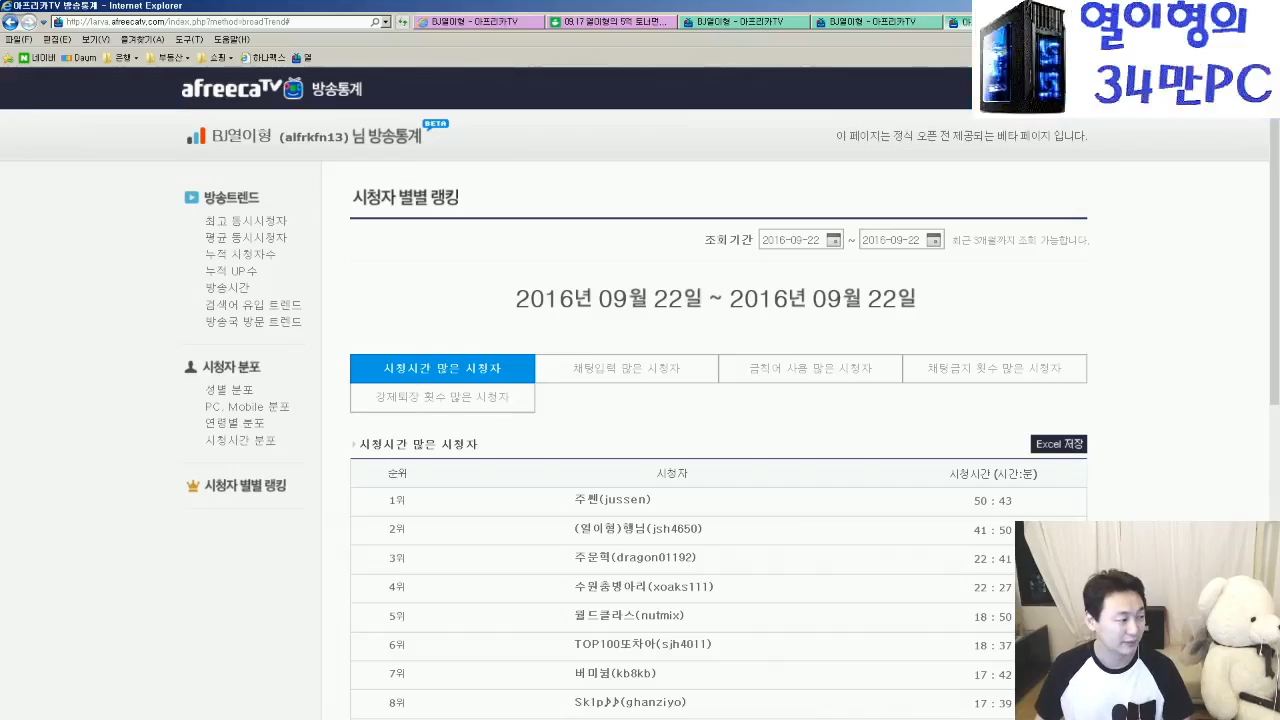 아프리카TV 방송통계 - Internet Explorer
http://larva.afreecatv.com/index.php?method=broadTrend#
BJ열이형 - 아프리카TV
09.17 열이형의 5억 토너먼...
BJ열이형 - 아프리카TV
BJ열이형 - 아프리카TV
파일(F) 편집(E) 보기(V) 즐겨찾기(A) 도구(T) 도움말(H)
네이버 Daum 은행 부동산 쇼핑 하나팩스 열
열이형의
34만PC
afreecaTV 방송통계
BJ열이형 (alfrkfn13) 님 방송통계 BETA
이 페이지는 정식 오픈 전 제공되는 베타 페이지 입니다.
방송트렌드
최고 동시시청자
평균 동시시청자
누적 시청자수
누적 UP수
방송시간
검색어 유입 트렌드
방송국 방문 트렌드
시청자 분포
성별 분포
PC, Mobile 분포
연령별 분포
시청시간 분포
시청자 별별 랭킹
시청자 별별 랭킹
조회기간 2016-09-22 ~ 2016-09-22 최근 3개월까지 조회 가능합니다.
2016년 09월 22일 ~ 2016년 09월 22일
시청시간 많은 시청자 채팅입력 많은 시청자 금칙어 사용 많은 시청자 채팅금지 횟수 많은 시청자
강제퇴장 횟수 많은 시청자
시청시간 많은 시청자 Excel 저장
순위 시청자 시청시간 (시간:분)
1위 주쎈(jussen) 50 : 43
2위 (열이형)행님(jsh4650) 41 : 50
3위 주문혁(dragon01192) 22 : 41
4위 수원춤병아리(xoaks111) 22 : 27
5위 월드클라스(nutmix) 18 : 50
6위 TOP100또차아(sjh4011) 18 : 37
7위 버미뉨(kb8kb) 17 : 42
8위 Sk1p♪♪(ghanziyo) 17 : 39